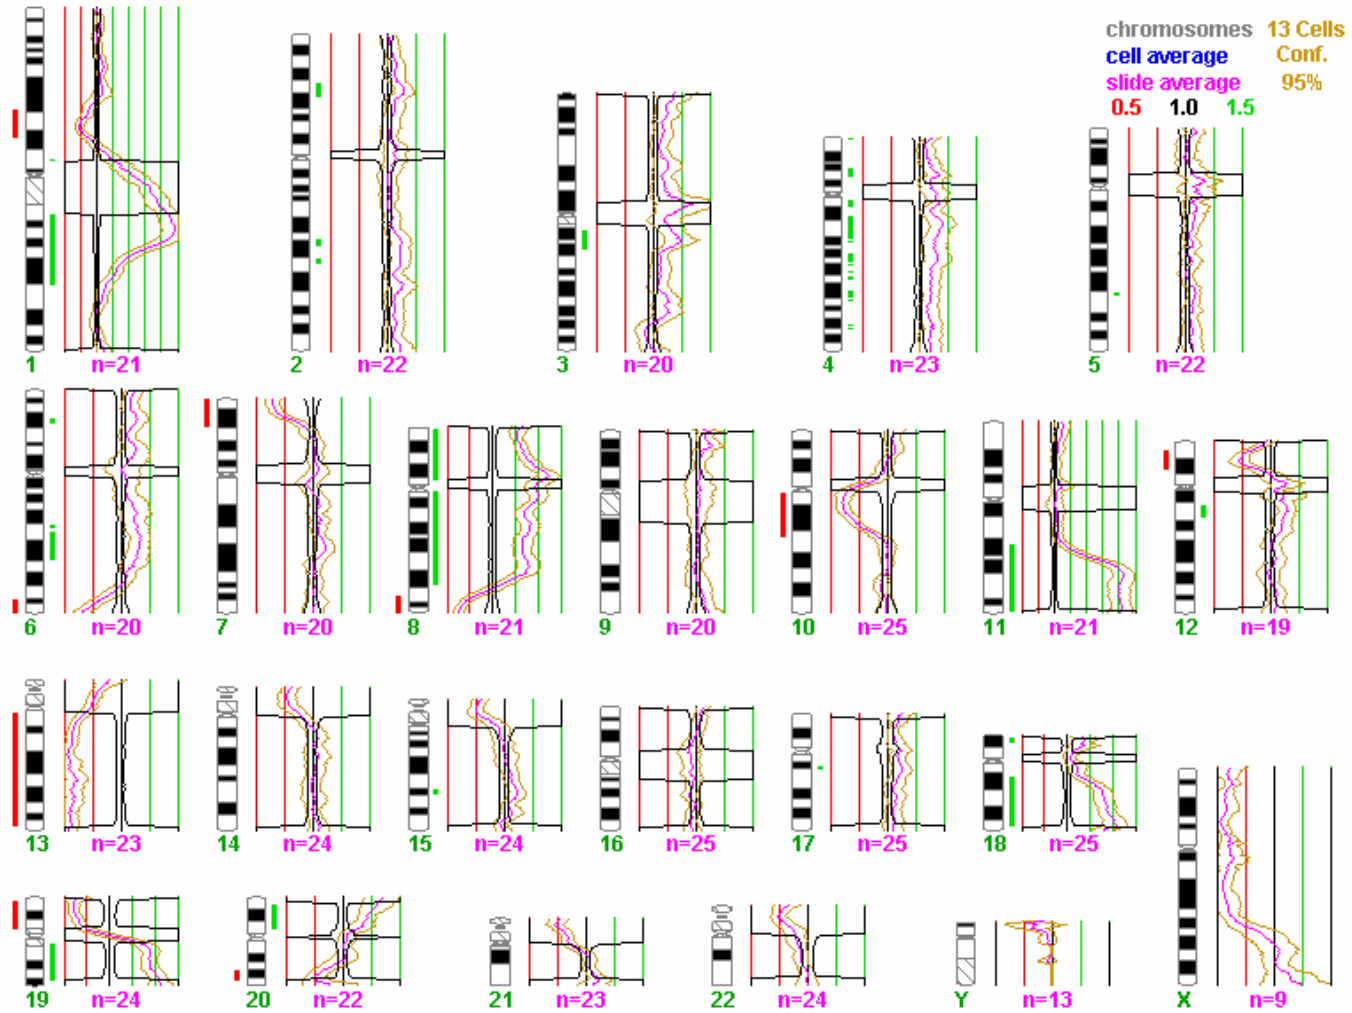 chromosomes 13 Cells
cell average Conf.
slide average 95%
0.5 1.0 1.5
1 n=21
2 n=22
3 n=20
4 n=23
5 n=22
6 n=20
7 n=20
8 n=21
9 n=20
10 n=25
11 n=21
12 n=19
13 n=23
14 n=24
15 n=24
16 n=25
17 n=25
18 n=25
19 n=24
20 n=22
21 n=23
22 n=24
Y n=13
X n=9